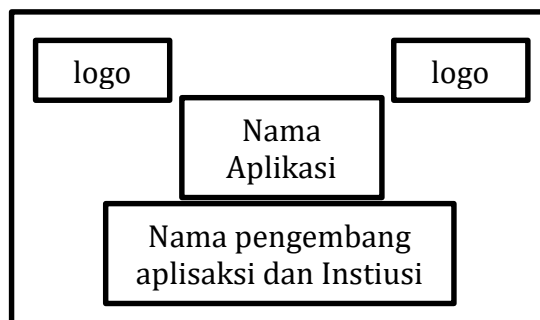 logo
logo
Nama
Aplikasi
Nama pengembang
aplisaksi dan Instiusi